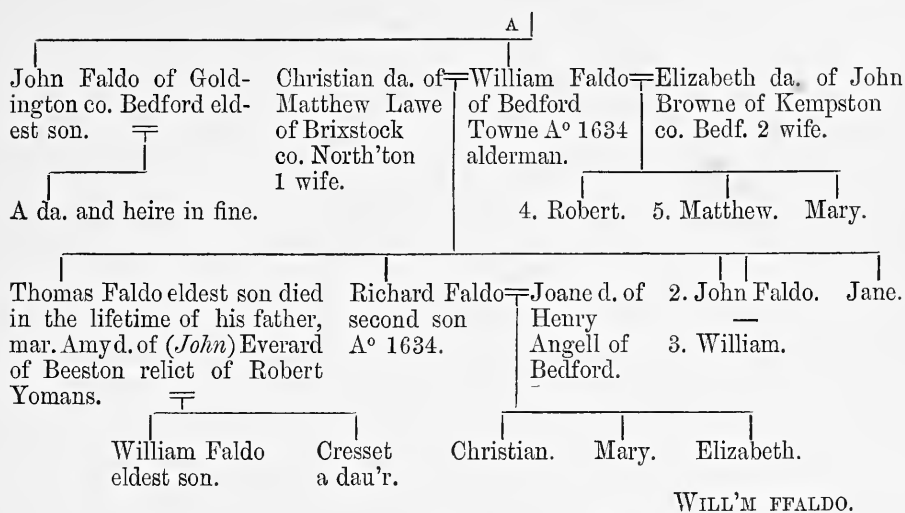 A
John Faldo of Gold-
ington co. Bedford eld-
est son.
Christian da. of
Matthew Lawe
of Brixstock
co. North'ton
1 wife.
William Faldo
of Bedford
Towne Aº 1634
alderman.
Elizabeth da. of John
Browne of Kempston
co. Bedf. 2 wife.
A da. and heire in fine.
4. Robert. 5. Matthew. Mary.
Thomas Faldo eldest son died
in the lifetime of his father,
mar. Amy d. of (John) Everard
of Beeston relict of Robert
Yomans.
Richard Faldo
second son
Aº 1634.
Joane d. of
Henry
Angell of
Bedford.
2. John Faldo.
—
3. William.
Jane.
William Faldo
eldest son.
Cresset
a dau'r.
Christian. Mary. Elizabeth.
WILL'M FFALDO.